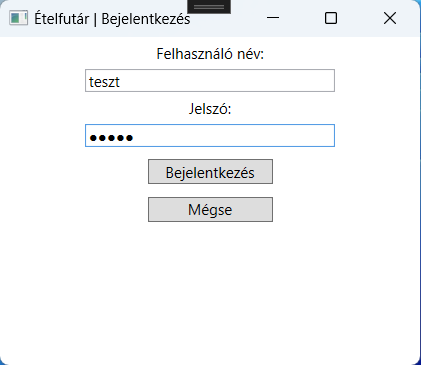 Ételfutár | Bejelentkezés
Felhasználó név:
teszt
Jelszó:
●●●●●
Bejelentkezés
Mégse